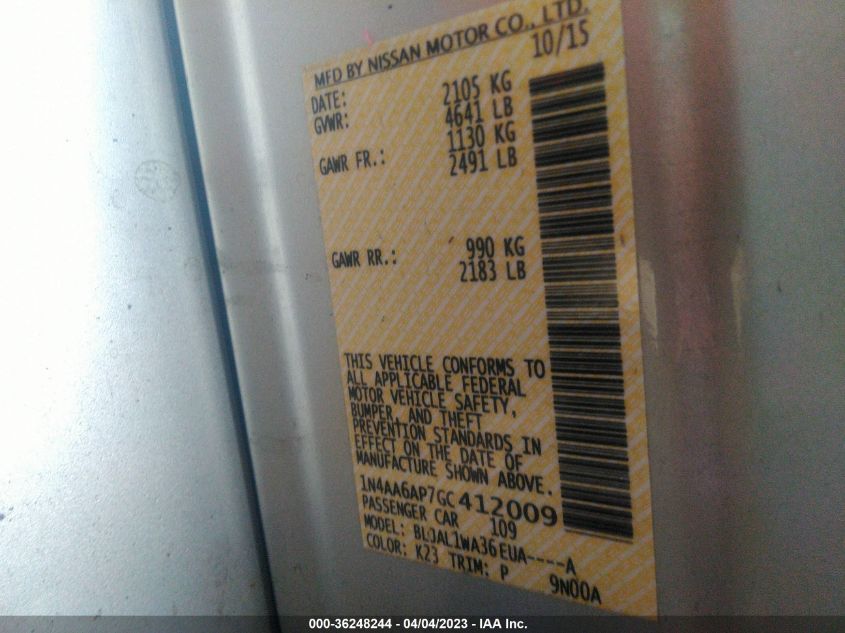 MFD BY NISSAN MOTOR CO., LTD.
DATE: 10/15
GVWR: 2105 KG
4641 LB
GAWR FR.: 1130 KG
2491 LB
GAWR RR.: 990 KG
2183 LB
THIS VEHICLE CONFORMS TO
ALL APPLICABLE FEDERAL
MOTOR VEHICLE SAFETY,
BUMPER, AND THEFT
PREVENTION STANDARDS IN
EFFECT ON THE DATE OF
MANUFACTURE SHOWN ABOVE.
1N4AA6AP7GC412009
PASSENGER CAR 109
MODEL: BLJAL1WA36EUA----A
COLOR: K23 TRIM: P 9N00A
000-36248244 - 04/04/2023 - IAA Inc.